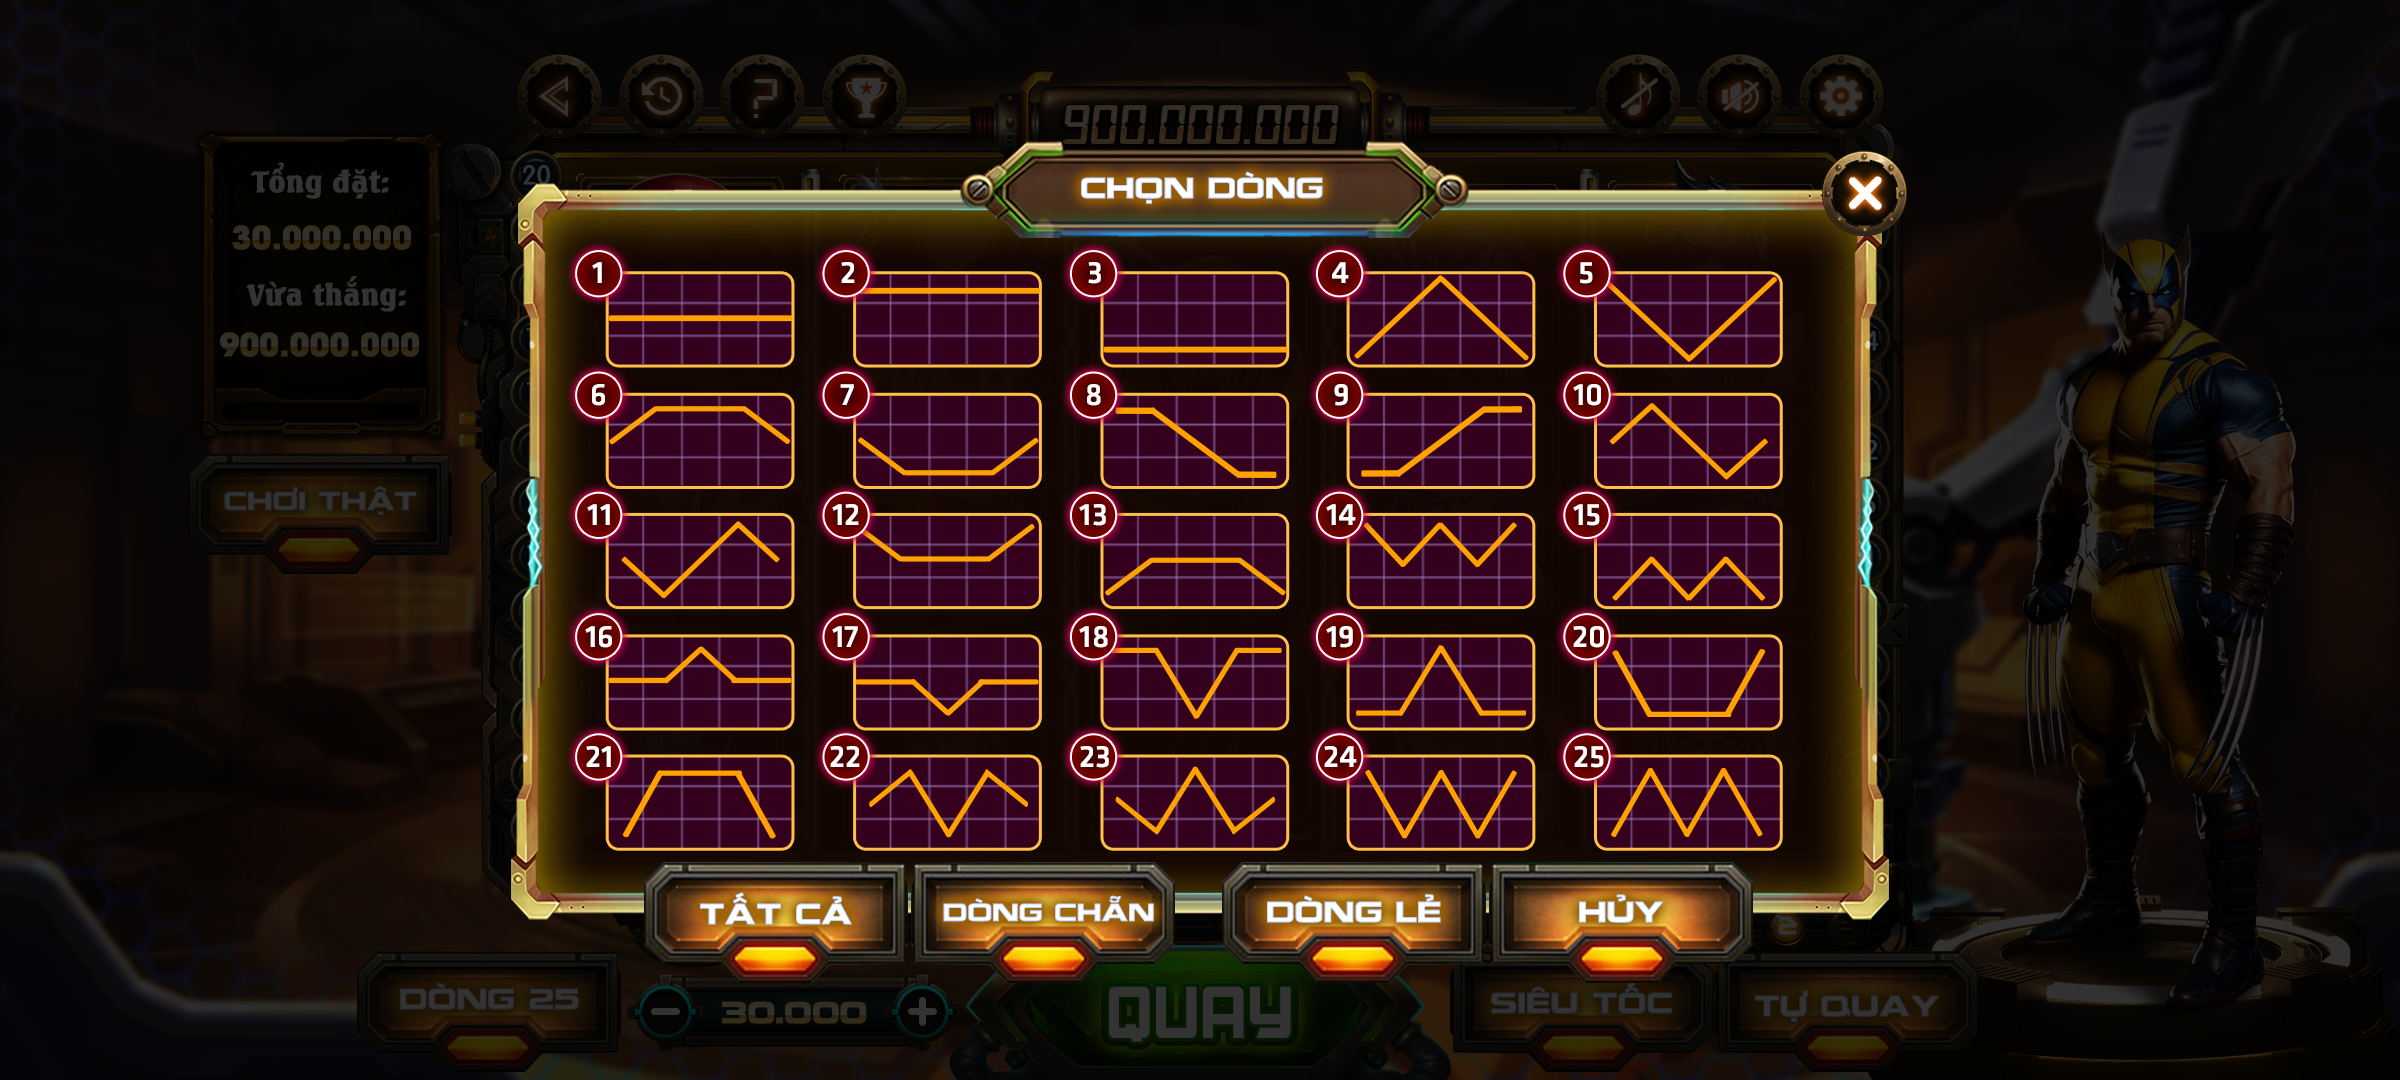 900.000.000
Tổng đặt:
30.000.000
Vừa thắng:
900.000.000
20
CHỌN DÒNG
1
2
3
4
5
6
7
8
9
10
11
12
13
14
15
16
17
18
19
20
21
22
23
24
25
CHƠI THẬT
TẤT CẢ
DÒNG CHẴN
DÒNG LẺ
HỦY
DÒNG 25
30.000
QUAY
SIÊU TỐC
TỰ QUAY